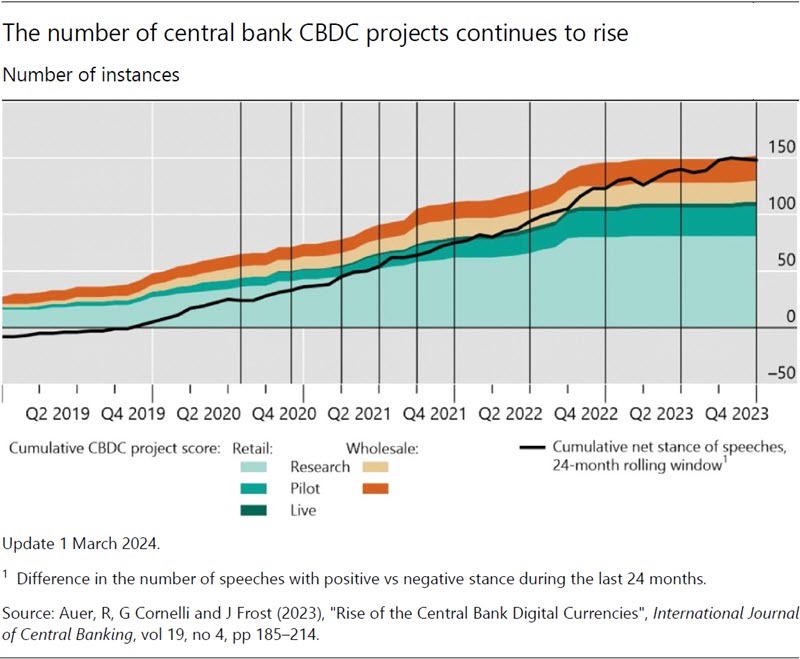 The number of central bank CBDC projects continues to rise
Number of instances
150
100
50
0
–50
Q2 2019 Q4 2019 Q2 2020 Q4 2020 Q2 2021 Q4 2021 Q2 2022 Q4 2022 Q2 2023 Q4 2023
Cumulative CBDC project score: Retail: Wholesale:
Research
Pilot
Live
Cumulative net stance of speeches,
24-month rolling window¹
Update 1 March 2024.
¹ Difference in the number of speeches with positive vs negative stance during the last 24 months.
Source: Auer, R, G Cornelli and J Frost (2023), "Rise of the Central Bank Digital Currencies", International Journal
of Central Banking, vol 19, no 4, pp 185–214.